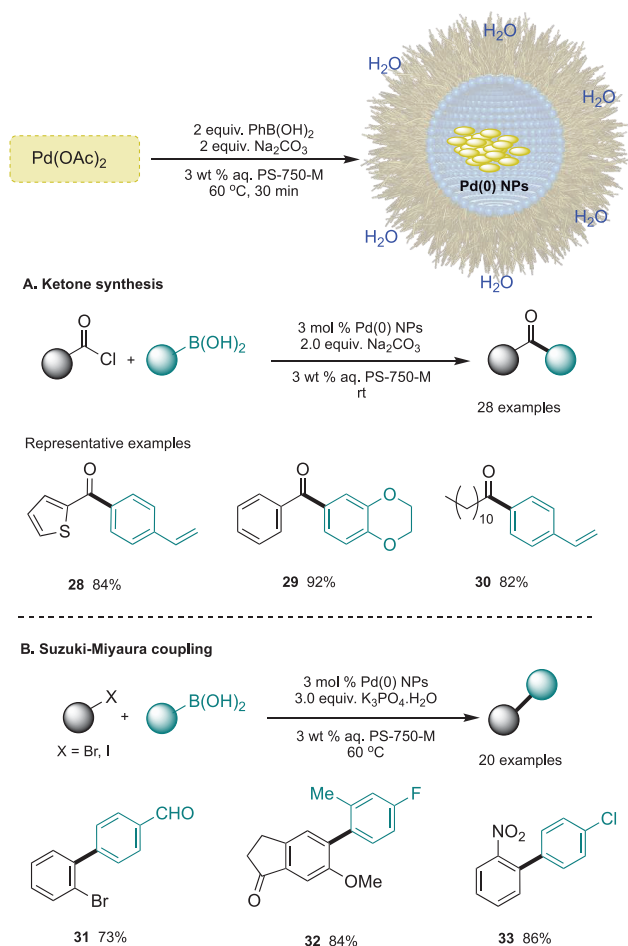 H₂O
H₂O
H₂O
2 equiv. PhB(OH)₂
2 equiv. Na₂CO₃
Pd(OAc)₂
3 wt % aq. PS-750-M
60 °C, 30 min
Pd(0) NPs
H₂O
H₂O
H₂O
A. Ketone synthesis
O
Cl
+
B(OH)₂
3 mol % Pd(0) NPs
2.0 equiv. Na₂CO₃
3 wt % aq. PS-750-M
rt
O
28 examples
Representative examples
O
S
28 84%
O
O
O
29 92%
O
10
30 82%
B. Suzuki-Miyaura coupling
X
+
B(OH)₂
X = Br, I
3 mol % Pd(0) NPs
3.0 equiv. K₃PO₄.H₂O
3 wt % aq. PS-750-M
60 °C
20 examples
CHO
Br
31 73%
Me
F
O
OMe
32 84%
NO₂
Cl
33 86%